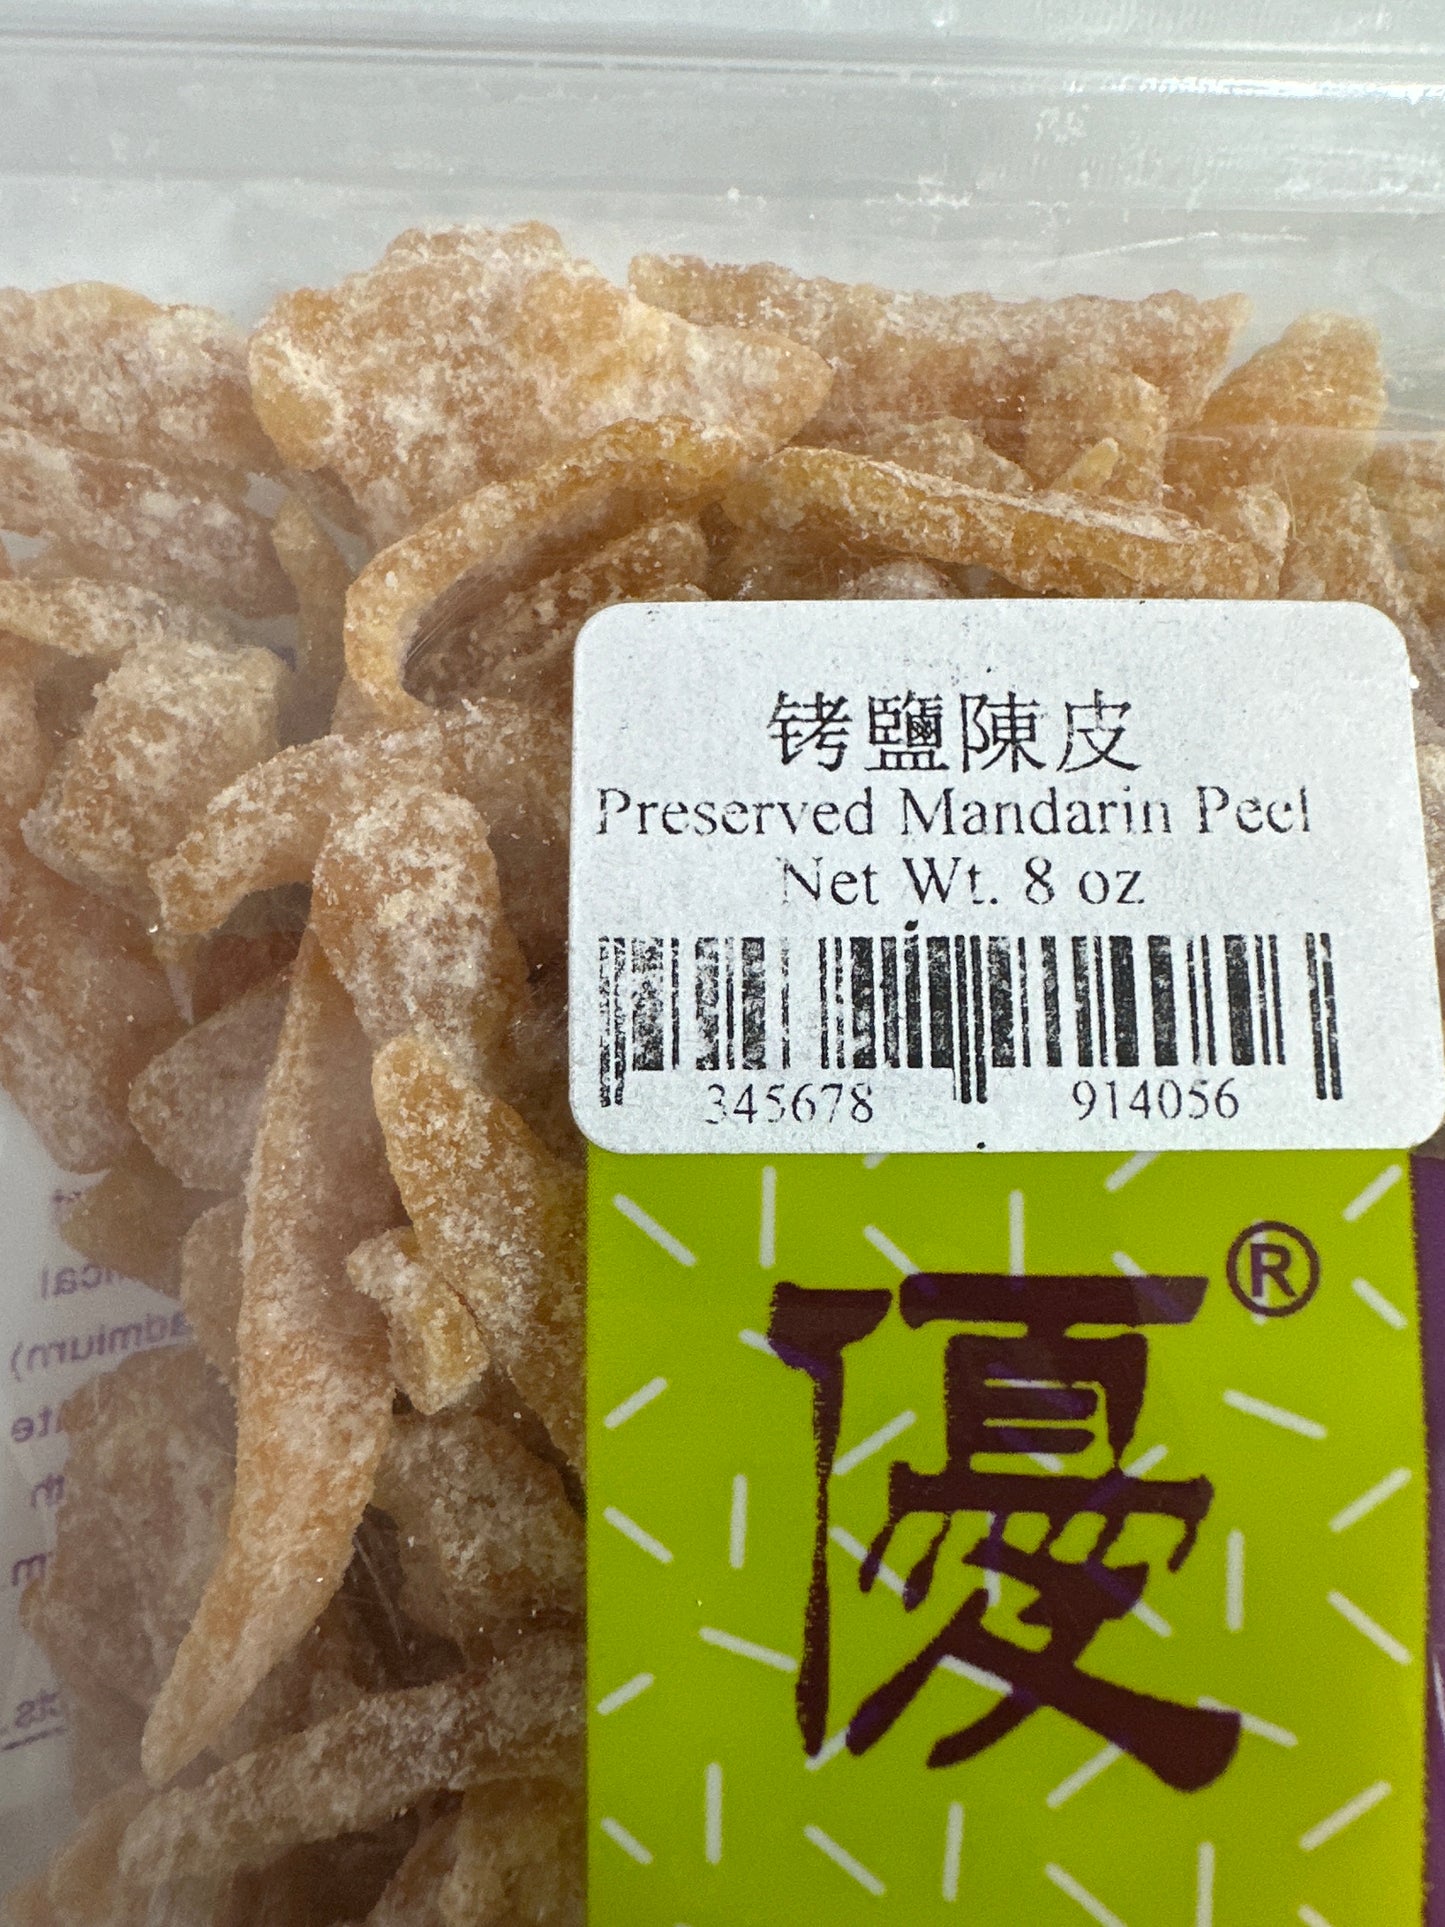 铐鹽陳皮
Preserved Mandarin Peel
Net Wt. 8 oz
345678 914056
優®